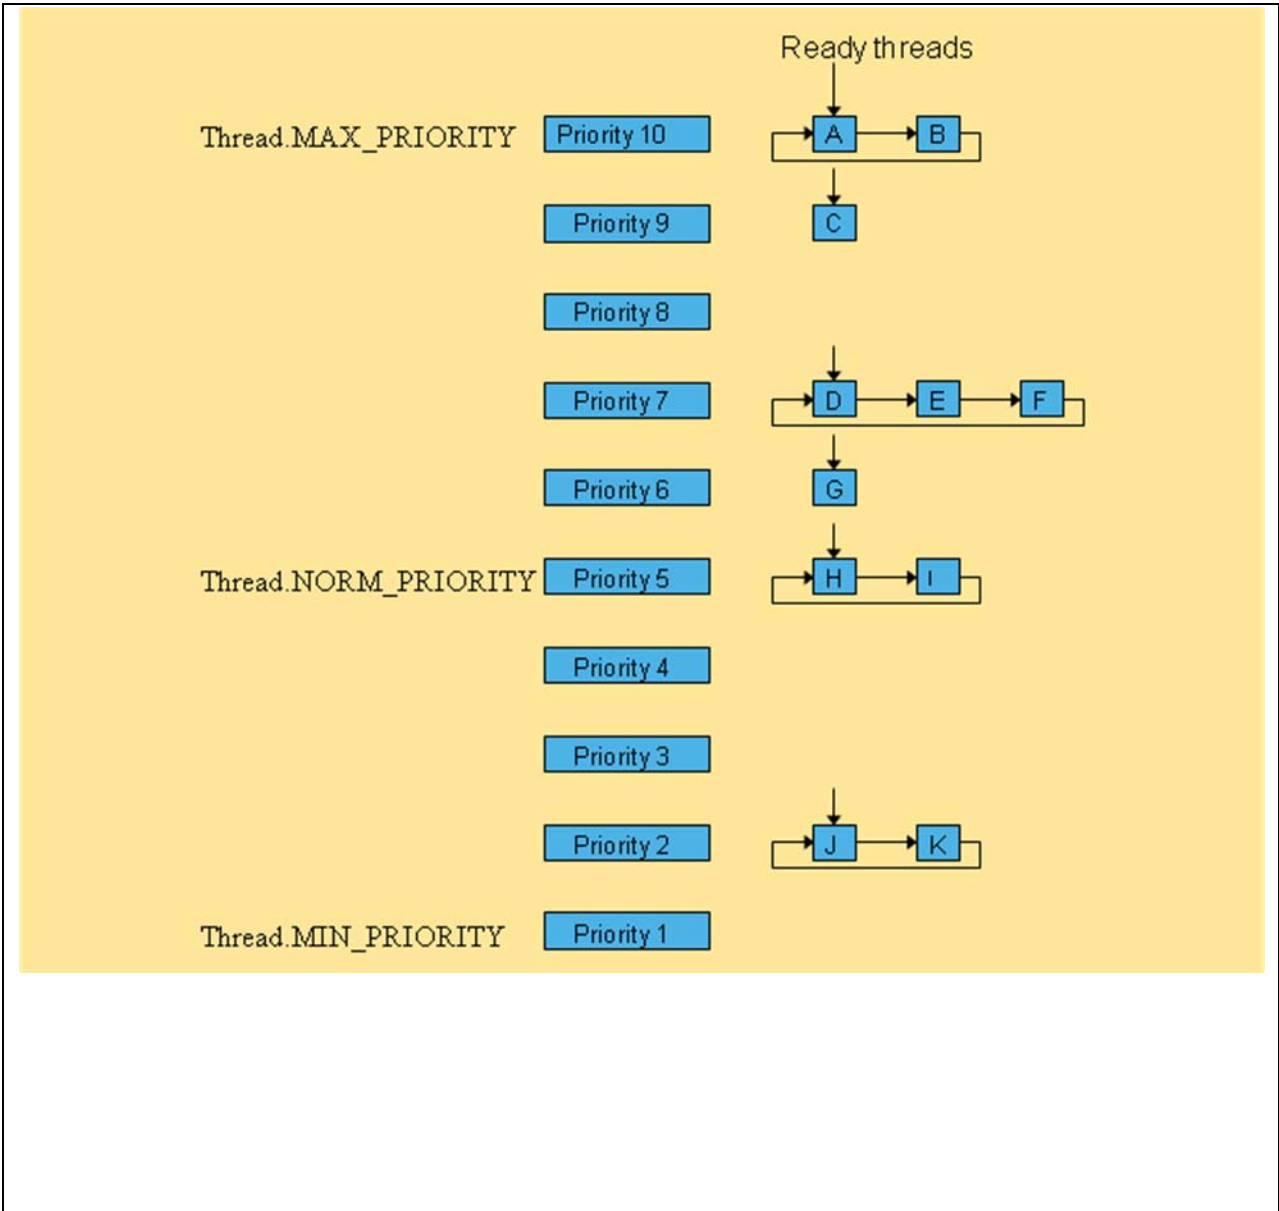 Ready threads
Thread.MAX_PRIORITY Priority 10 A B
Priority 9 C
Priority 8
Priority 7 D E F
Priority 6 G
Thread.NORM_PRIORITY Priority 5 H I
Priority 4
Priority 3
Priority 2 J K
Thread.MIN_PRIORITY Priority 1